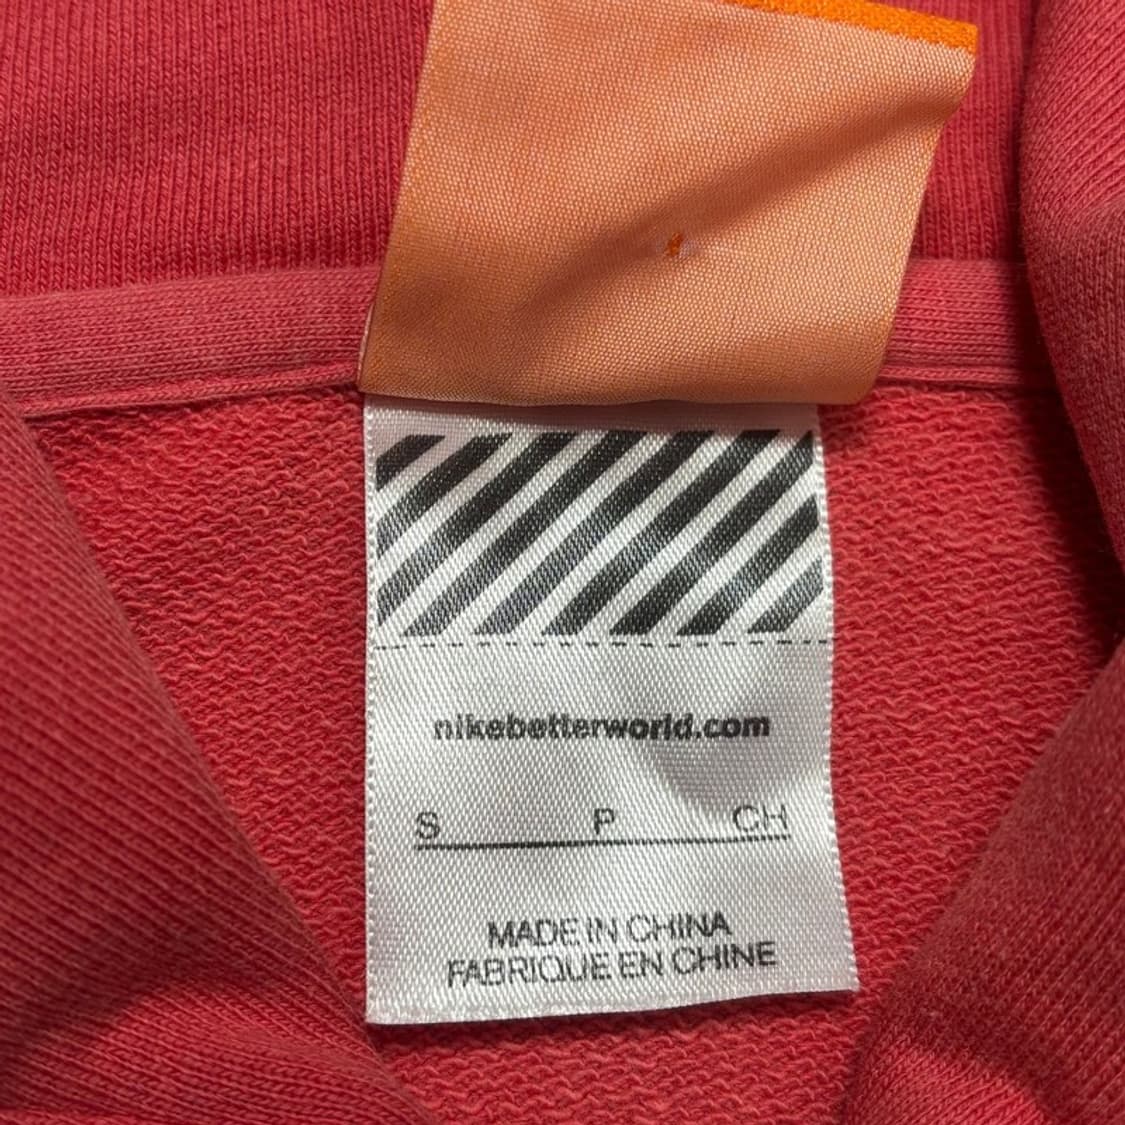 nikebetterworld.com
S P CH
MADE IN CHINA
FABRIQUE EN CHINE